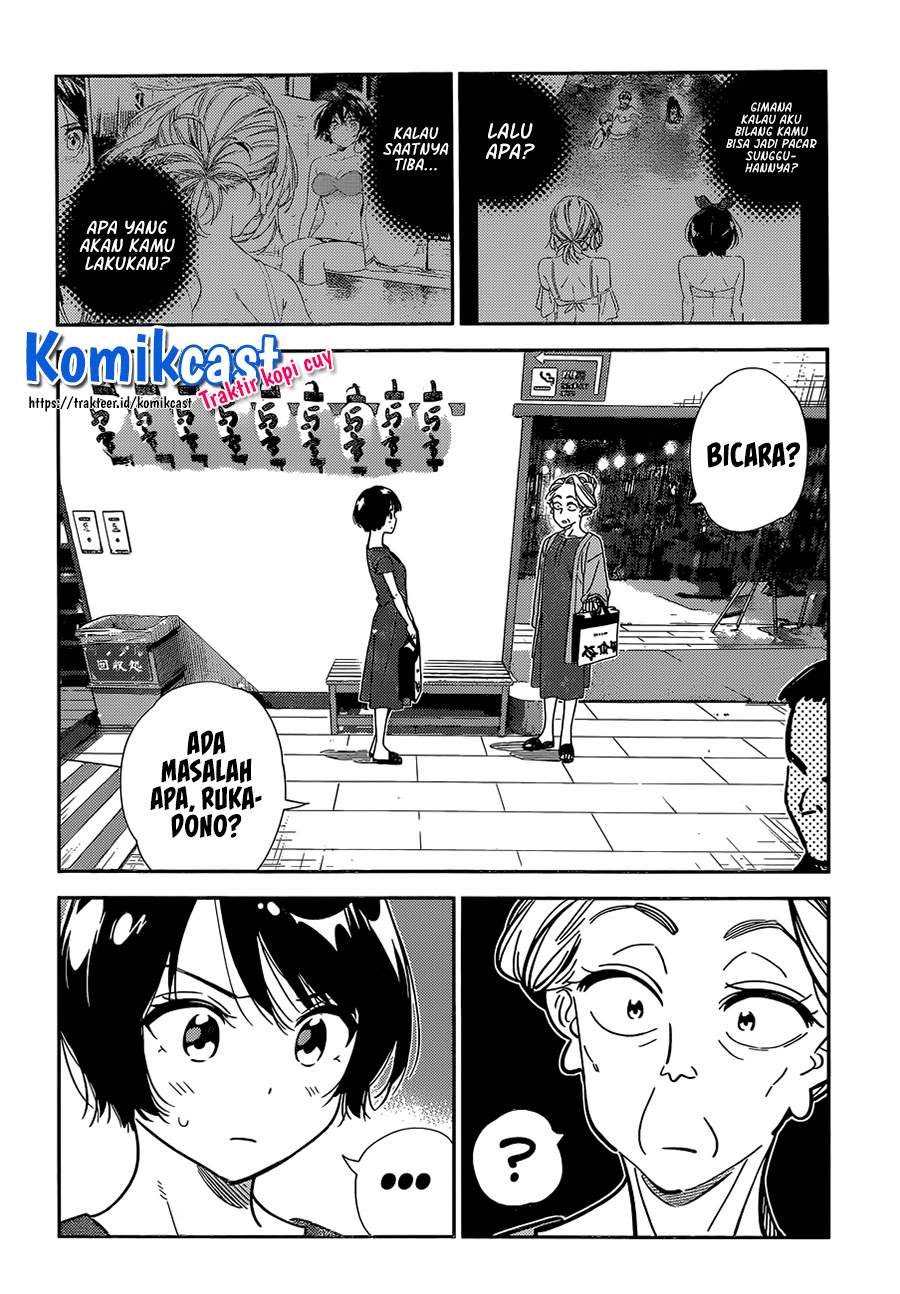 GIMANA
KALAU AKU
BILANG KAMU
BISA JADI PACAR
SUNGGU-
HANNYA?
LALU
APA?
KALAU
SAATNYA
TIBA...
APA YANG
AKAN KAMU
LAKUKAN?
Komikcast
Traktir kopi cuy
https://trakteer.id/komikcast
BICARA?
回収処
ADA
MASALAH
APA, RUKA-
DONO?
?
...